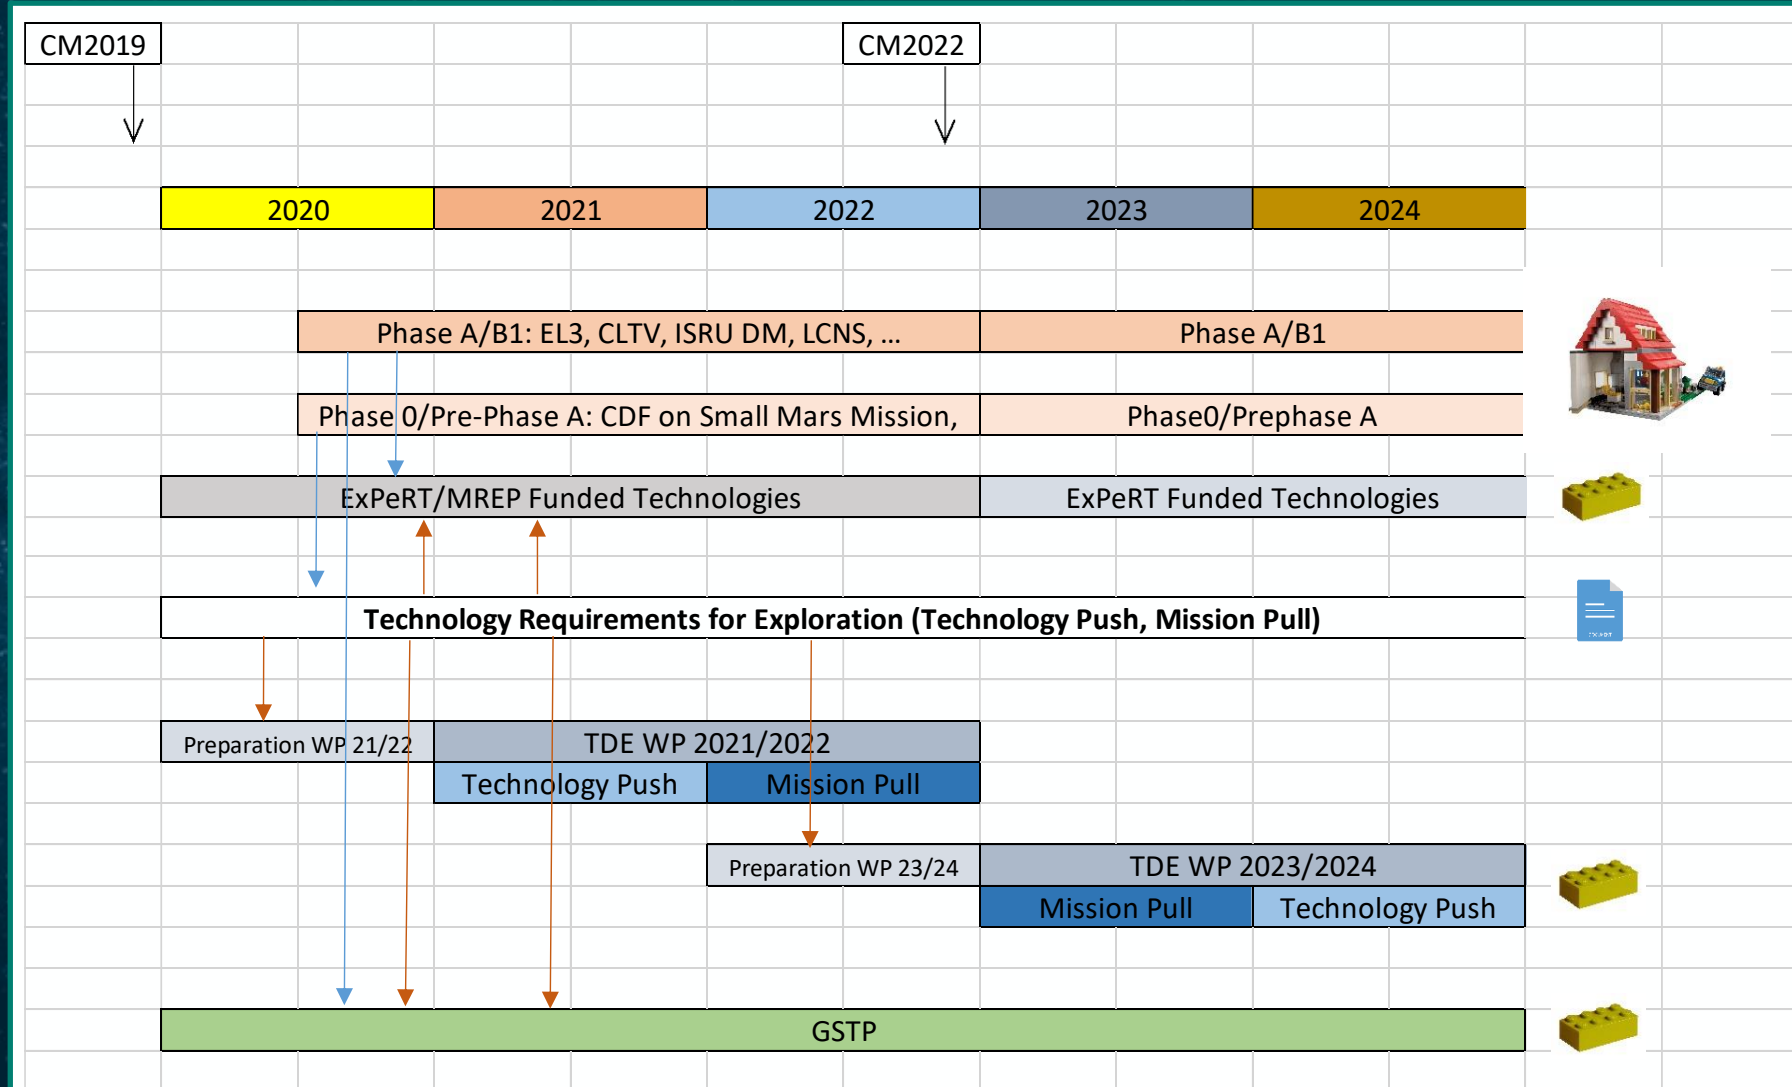 CM2019
CM2022
2020
2021
2022
2023
2024
Phase A/B1: EL3, CLTV, ISRU DM, LCNS, ...
Phase A/B1
Phase 0/Pre-Phase A: CDF on Small Mars Mission,
Phase0/Prephase A
ExPeRT/MREP Funded Technologies
ExPeRT Funded Technologies
Technology Requirements for Exploration (Technology Push, Mission Pull)
Preparation WP 21/22
TDE WP 2021/2022
Technology Push
Mission Pull
Preparation WP 23/24
TDE WP 2023/2024
Mission Pull
Technology Push
GSTP